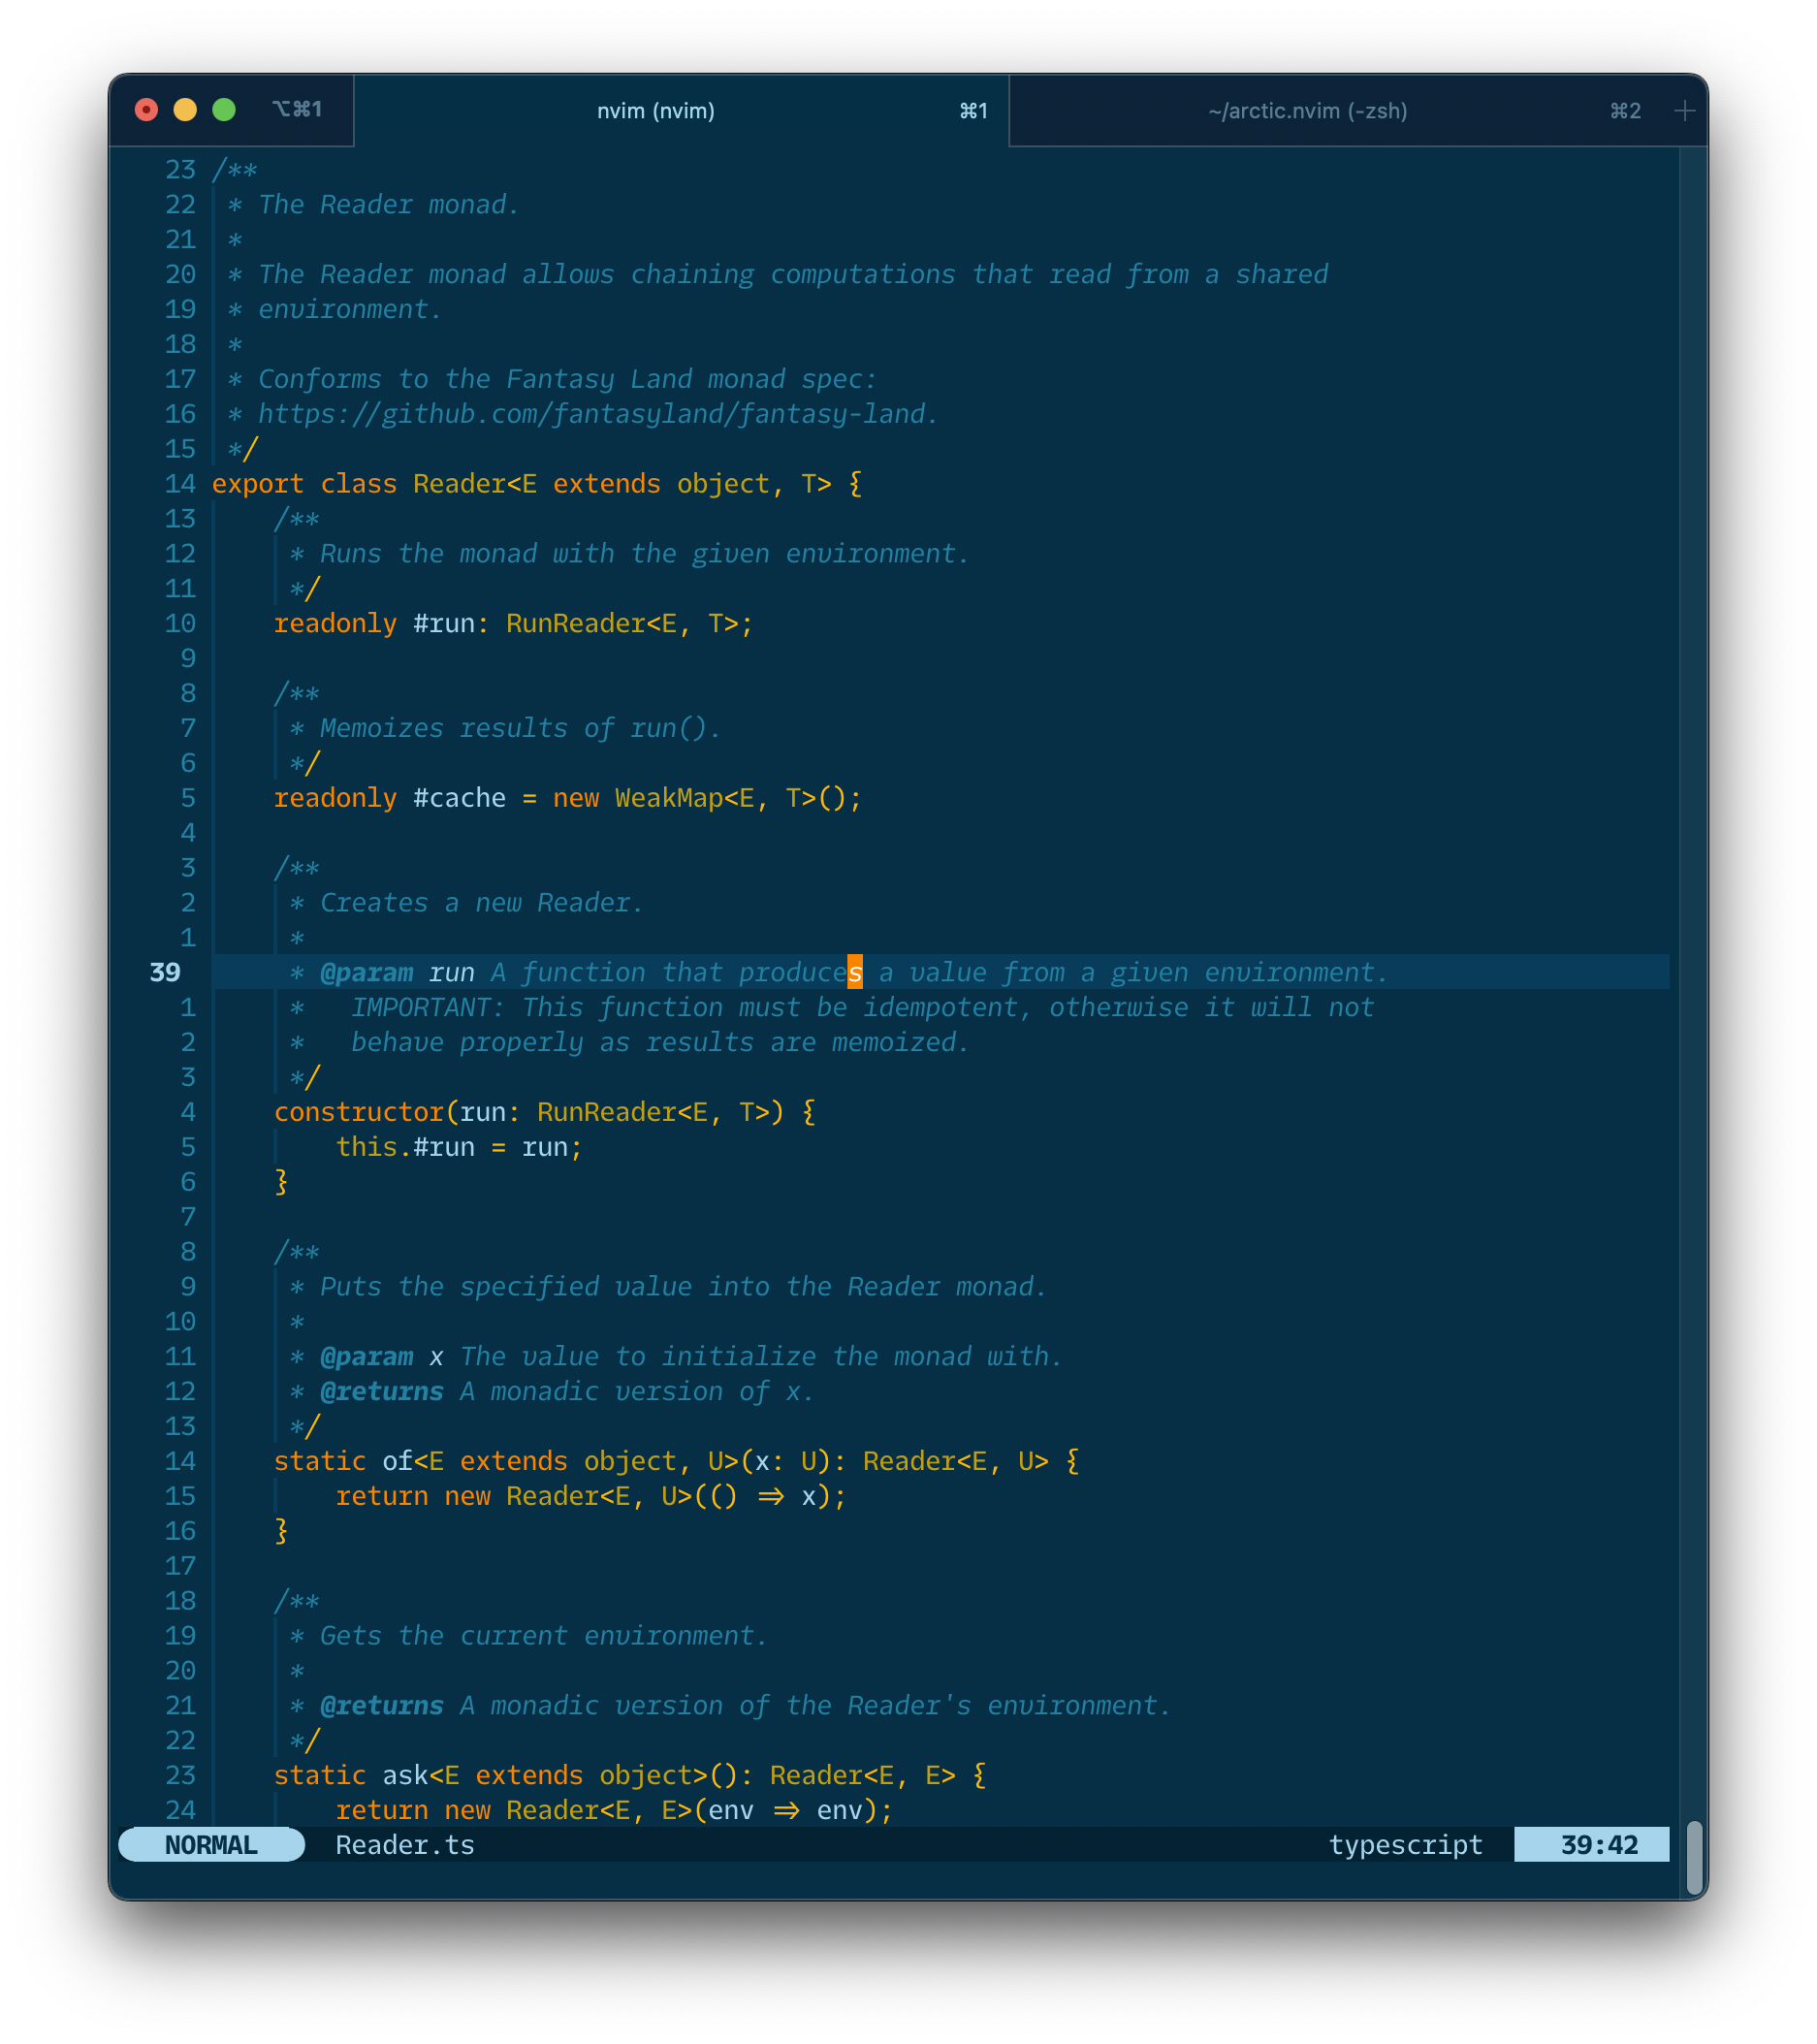 ⌥⌘1 nvim (nvim) ⌘1 ~/arctic.nvim (-zsh) ⌘2 +
23 /**
22  * The Reader monad.
21  *
20  * The Reader monad allows chaining computations that read from a shared
19  * environment.
18  *
17  * Conforms to the Fantasy Land monad spec:
16  * https://github.com/fantasyland/fantasy-land.
15  */
14 export class Reader<E extends object, T> {
13     /**
12      * Runs the monad with the given environment.
11      */
10     readonly #run: RunReader<E, T>;
9
8     /**
7      * Memoizes results of run().
6      */
5     readonly #cache = new WeakMap<E, T>();
4
3     /**
2      * Creates a new Reader.
1      *
39      * @param run A function that produces a value from a given environment.
1      *   IMPORTANT: This function must be idempotent, otherwise it will not
2      *   behave properly as results are memoized.
3      */
4     constructor(run: RunReader<E, T>) {
5         this.#run = run;
6     }
7
8     /**
9      * Puts the specified value into the Reader monad.
10      *
11      * @param x The value to initialize the monad with.
12      * @returns A monadic version of x.
13      */
14     static of<E extends object, U>(x: U): Reader<E, U> {
15         return new Reader<E, U>(() => x);
16     }
17
18     /**
19      * Gets the current environment.
20      *
21      * @returns A monadic version of the Reader's environment.
22      */
23     static ask<E extends object>(): Reader<E, E> {
24         return new Reader<E, E>(env => env);
NORMAL Reader.ts typescript 39:42